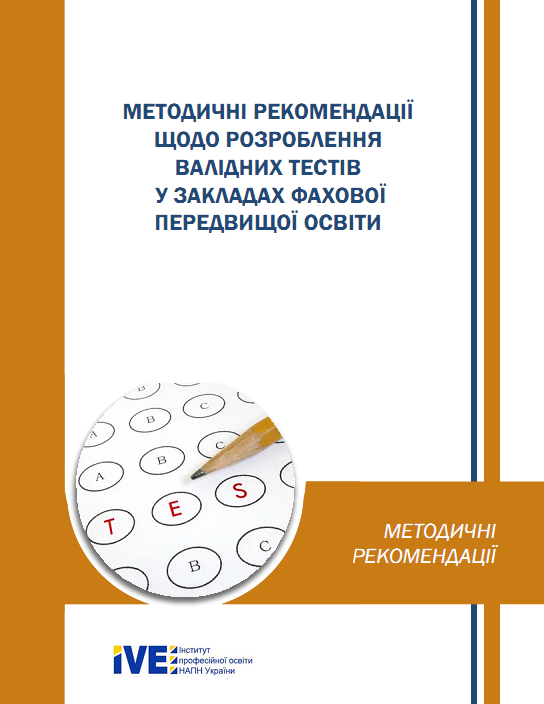 МЕТОДИЧНІ РЕКОМЕНДАЦІЇ
ЩОДО РОЗРОБЛЕННЯ
ВАЛІДНИХ ТЕСТІВ
У ЗАКЛАДАХ ФАХОВОЇ
ПЕРЕДВИЩОЇ ОСВІТИ
B
A B C
A B C
T E S
B C
МЕТОДИЧНІ
РЕКОМЕНДАЦІЇ
IVE
Інститут
професійної освіти
НАПН України